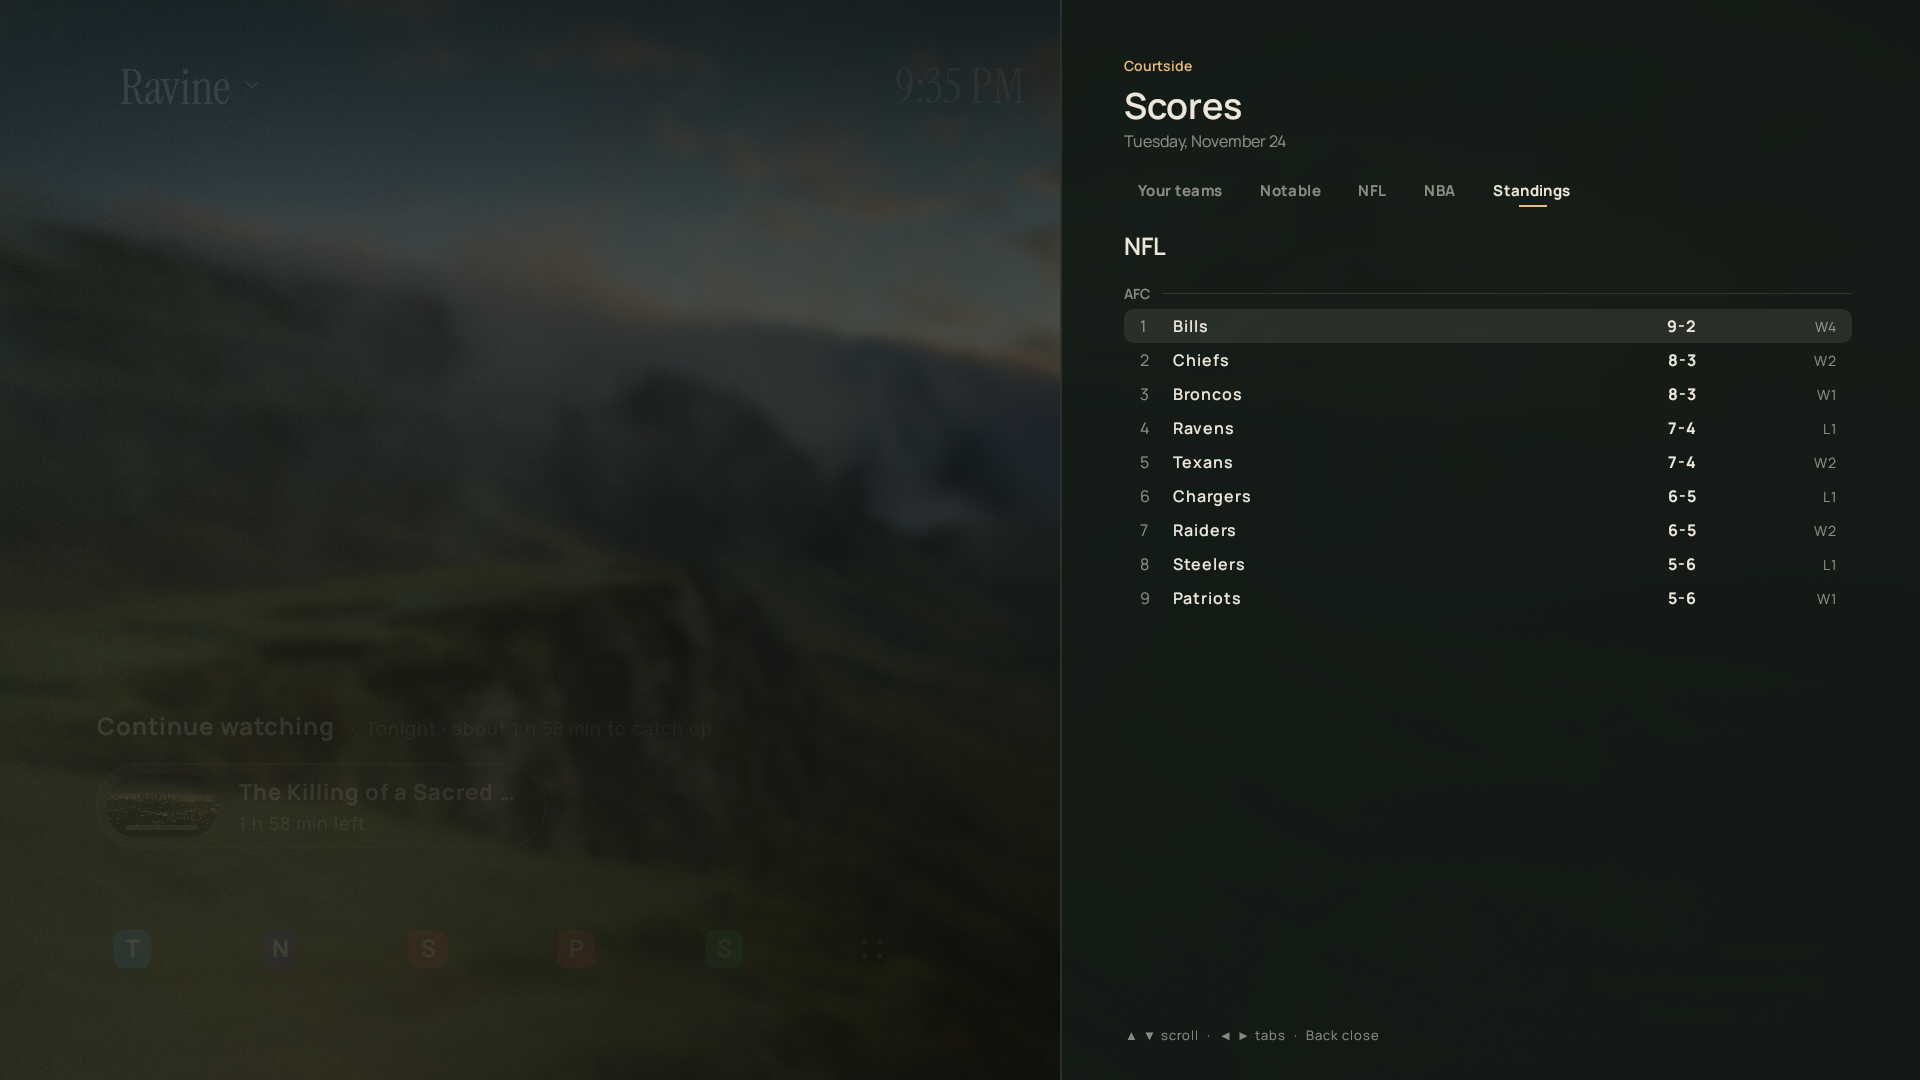 Ravine
9:35 PM
Continue watching · Tonight · about 1 h 58 min to catch up
The Killing of a Sacred ...
1 h 58 min left
T N S P S
Courtside
Scores
Tuesday, November 24
Your teams Notable NFL NBA Standings
NFL
AFC
1 Bills 9-2 W4
2 Chiefs 8-3 W2
3 Broncos 8-3 W1
4 Ravens 7-4 L1
5 Texans 7-4 W2
6 Chargers 6-5 L1
7 Raiders 6-5 W2
8 Steelers 5-6 L1
9 Patriots 5-6 W1
▲ ▼ scroll · ◄ ► tabs · Back close